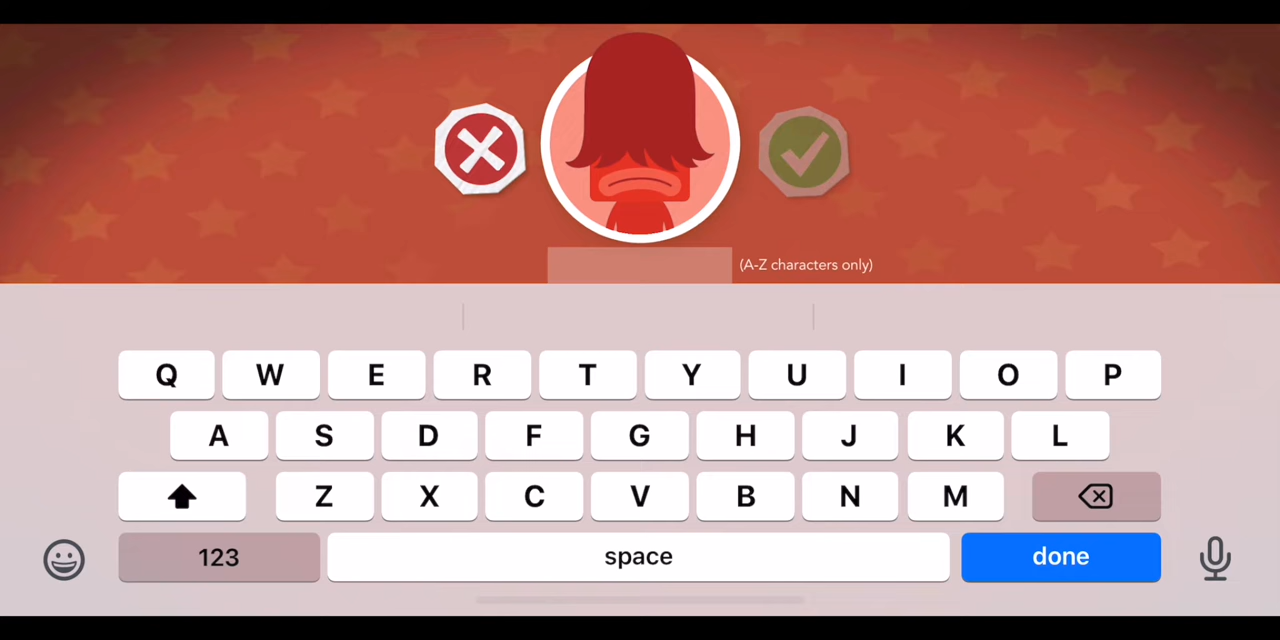 (A-Z characters only)
Q W E R T Y U I O P
A S D F G H J K L
Z X C V B N M
123 space done